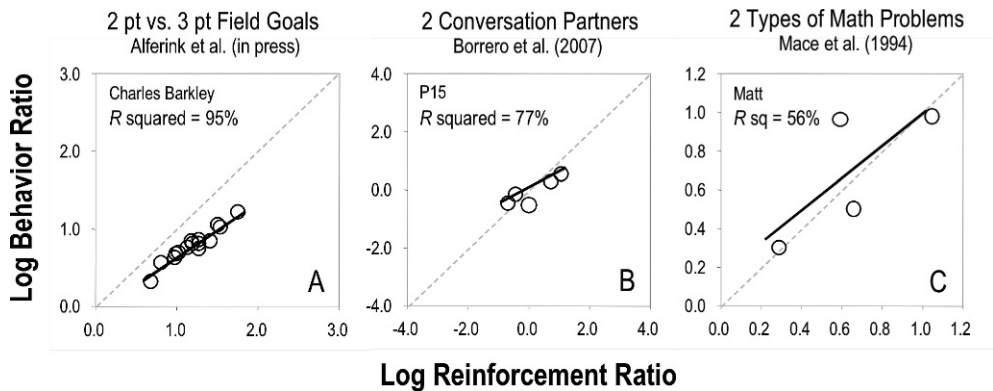 2 pt vs. 3 pt Field Goals
Alferink et al. (in press)
2 Conversation Partners
Borrero et al. (2007)
2 Types of Math Problems
Mace et al. (1994)
Log Behavior Ratio
3.0
2.0
1.0
0.0
0.0
1.0
2.0
3.0
Charles Barkley
R squared = 95%
A
4.0
2.0
0.0
-2.0
-4.0
-4.0
-2.0
0.0
2.0
4.0
P15
R squared = 77%
B
1.2
1.0
0.8
0.6
0.4
0.2
0.0
0.0
0.2
0.4
0.6
0.8
1.0
1.2
Matt
R sq = 56%
C
Log Reinforcement Ratio